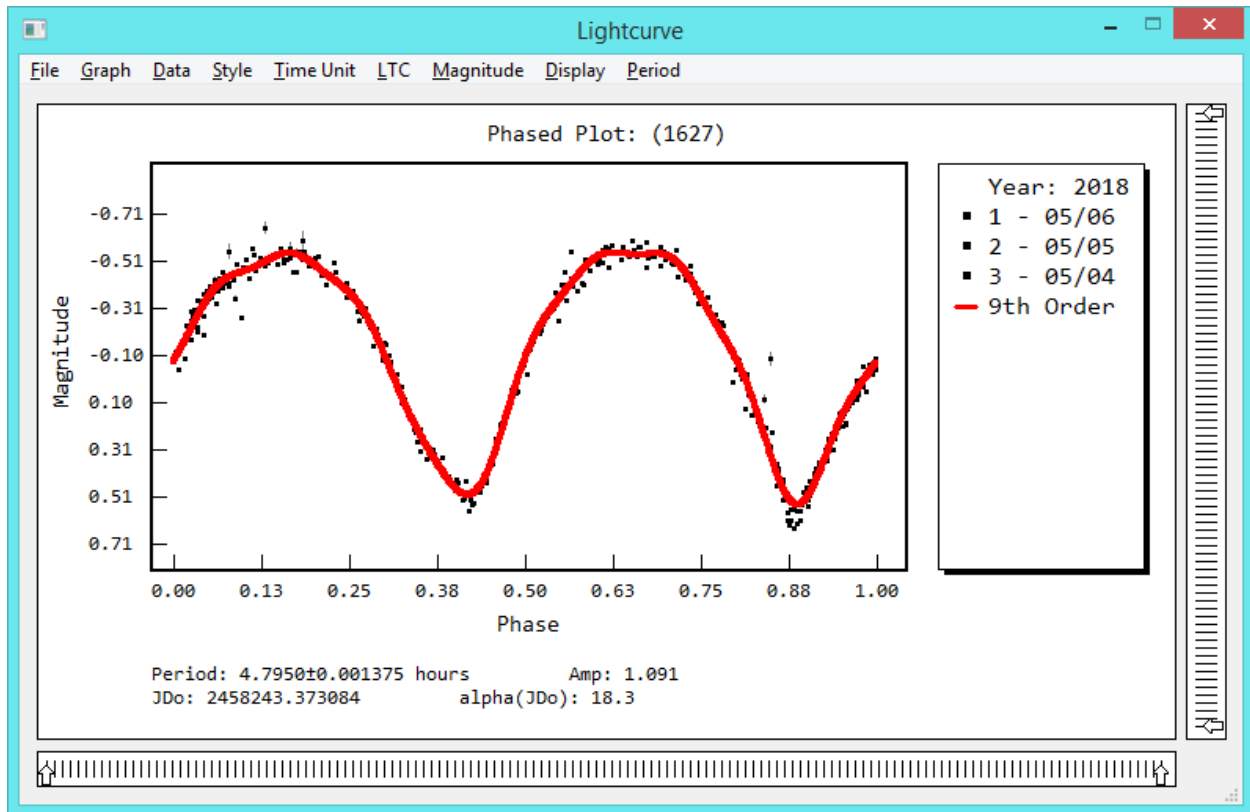 Lightcurve
File Graph Data Style Time Unit LTC Magnitude Display Period
Phased Plot: (1627)
Magnitude
-0.71
-0.51
-0.31
-0.10
0.10
0.31
0.51
0.71
0.00 0.13 0.25 0.38 0.50 0.63 0.75 0.88 1.00
Phase
Year: 2018
1 - 05/06
2 - 05/05
3 - 05/04
9th Order
Period: 4.7950±0.001375 hours Amp: 1.091
JDo: 2458243.373084 alpha(JDo): 18.3